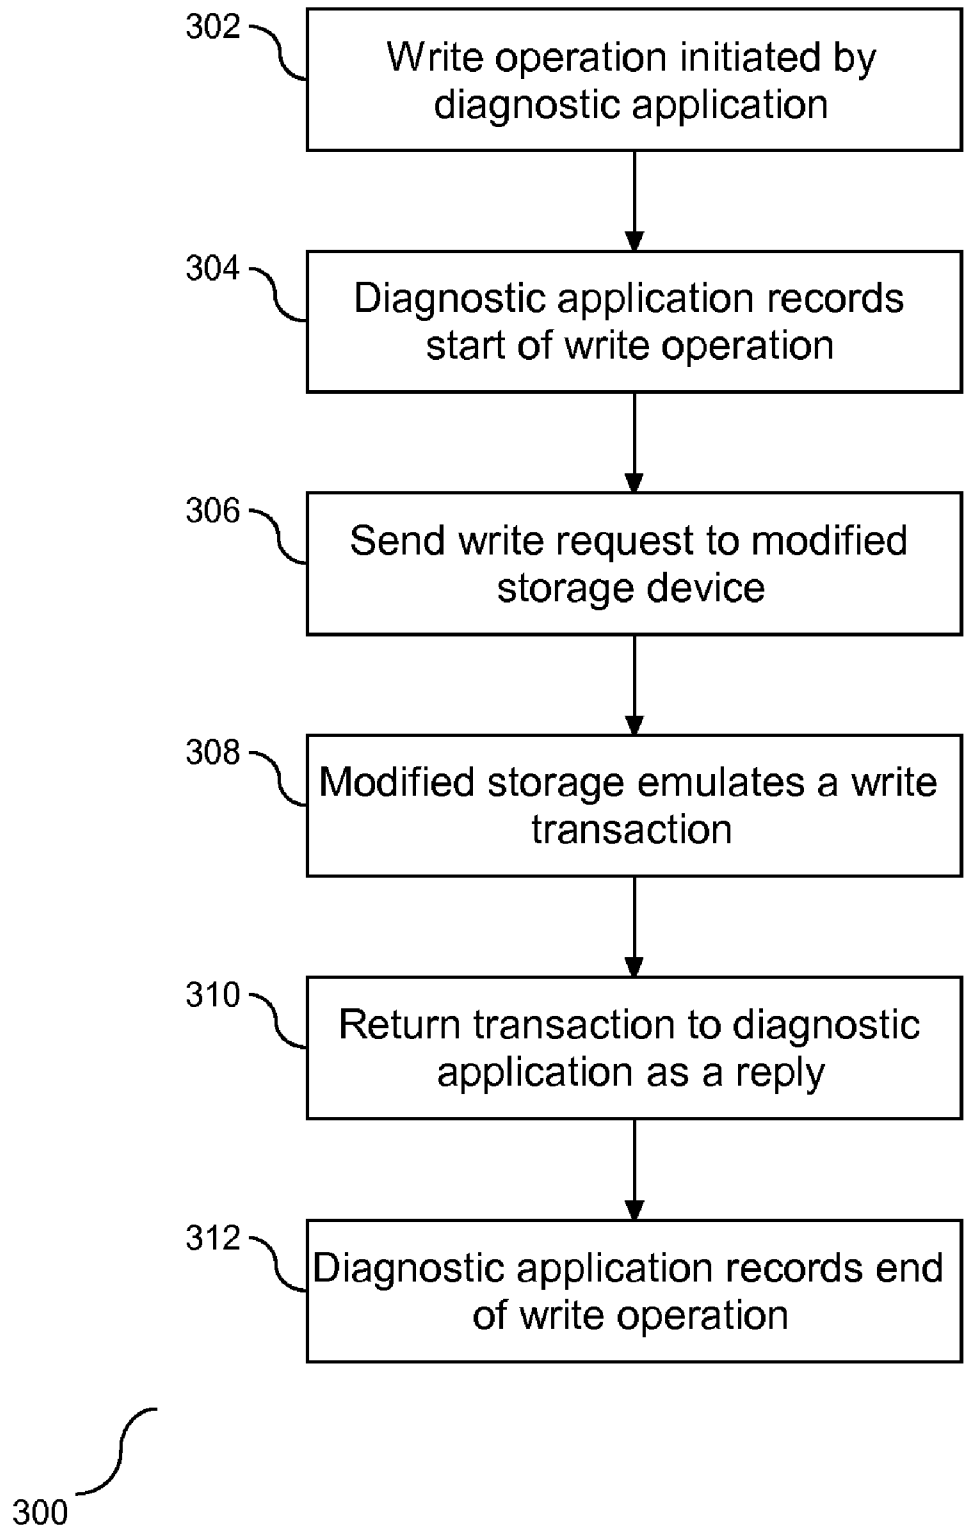 302
Write operation initiated by
diagnostic application
304
Diagnostic application records
start of write operation
306
Send write request to modified
storage device
308
Modified storage emulates a write
transaction
310
Return transaction to diagnostic
application as a reply
312
Diagnostic application records end
of write operation
300